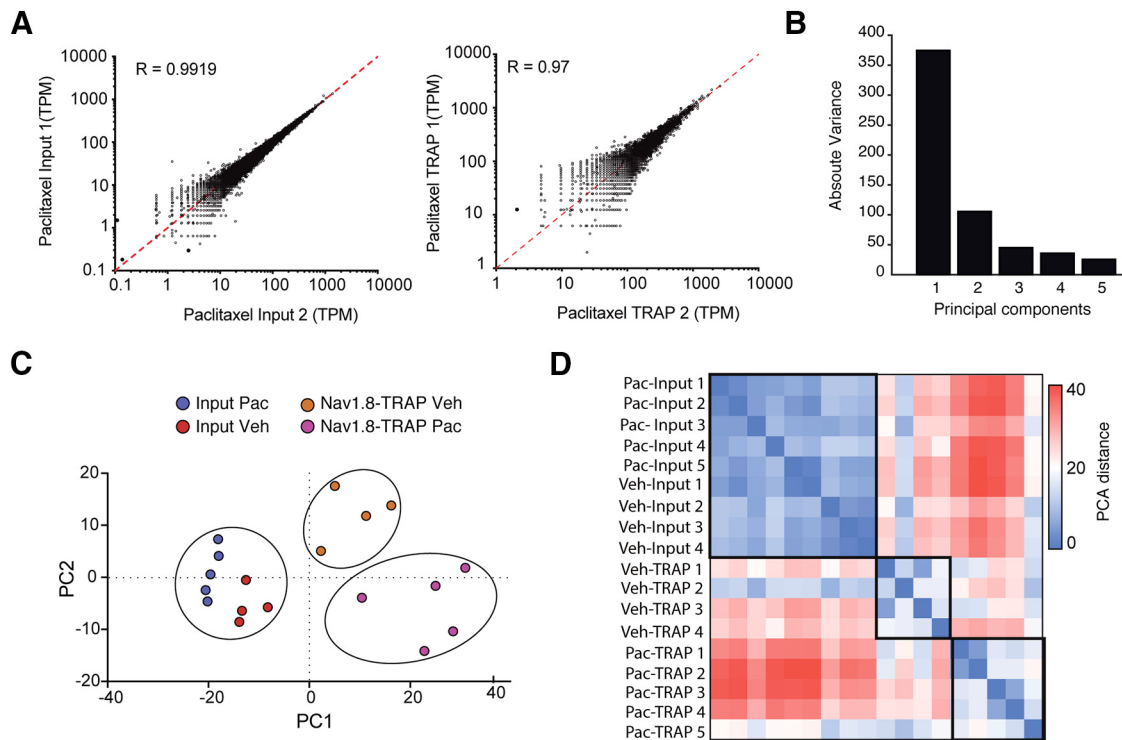 A
R = 0.9919
10000
1000
100
10
1
0.1
0.1
1
10
100
1000
10000
Paclitaxel Input 1(TPM)
Paclitaxel Input 2 (TPM)
R = 0.97
10000
1000
100
10
1
1
10
100
1000
10000
Paclitaxel TRAP 1(TPM)
Paclitaxel TRAP 2 (TPM)
B
400
350
300
250
200
150
100
50
0
Absoute Variance
1 2 3 4 5
Principal components
C
Input Pac
Nav1.8-TRAP Veh
Input Veh
Nav1.8-TRAP Pac
20
10
0
-10
-20
PC2
-40 -20 0 20 40
PC1
D
Pac-Input 1
Pac-Input 2
Pac- Input 3
Pac-Input 4
Pac-Input 5
Veh-Input 1
Veh-Input 2
Veh-Input 3
Veh-Input 4
Veh-TRAP 1
Veh-TRAP 2
Veh-TRAP 3
Veh-TRAP 4
Pac-TRAP 1
Pac-TRAP 2
Pac-TRAP 3
Pac-TRAP 4
Pac-TRAP 5
40
20
0
PCA distance